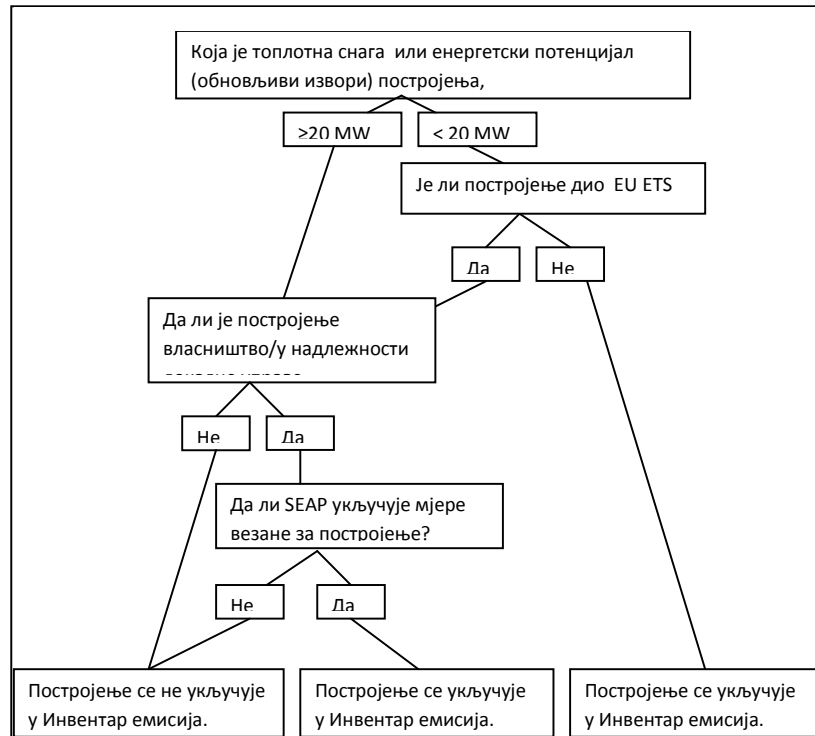 Која је топлотна снага или енергетски потенцијал
(обновљиви извори) постројења,
≥20 MW
< 20 MW
Је ли постројење дио EU ETS
Да
Не
Да ли је постројење
власништво/у надлежности
Не
Да
Да ли SEAP укључује мјере
везане за постројење?
Не
Да
Постројење се не укључује
у Инвентар емисија.
Постројење се укључује
у Инвентар емисија.
Постројење се укључује
у Инвентар емисија.